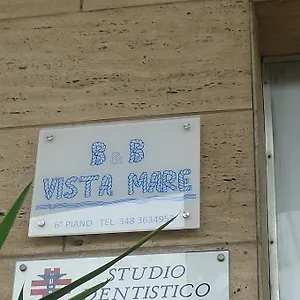 B & B
VISTA MARE
6° PIANO TEL. 348 363495
STUDIO
DENTISTICO